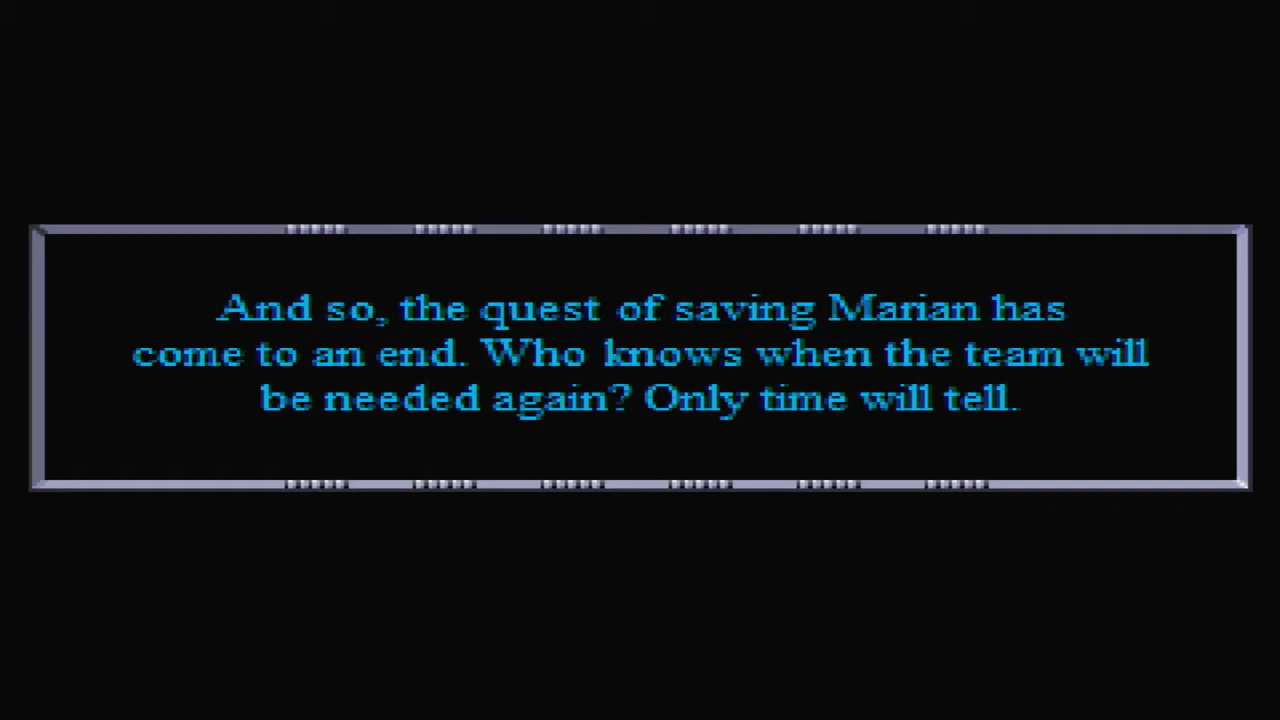 And so, the quest of saving Marian has
come to an end. Who knows when the team will
be needed again? Only time will tell.